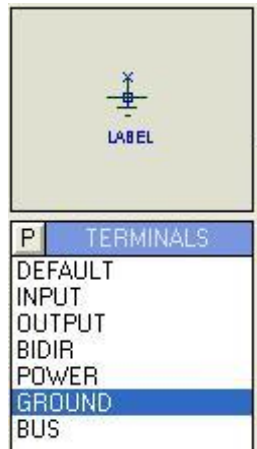 LABEL
P TERMINALS
DEFAULT
INPUT
OUTPUT
BIDIR
POWER
GROUND
BUS